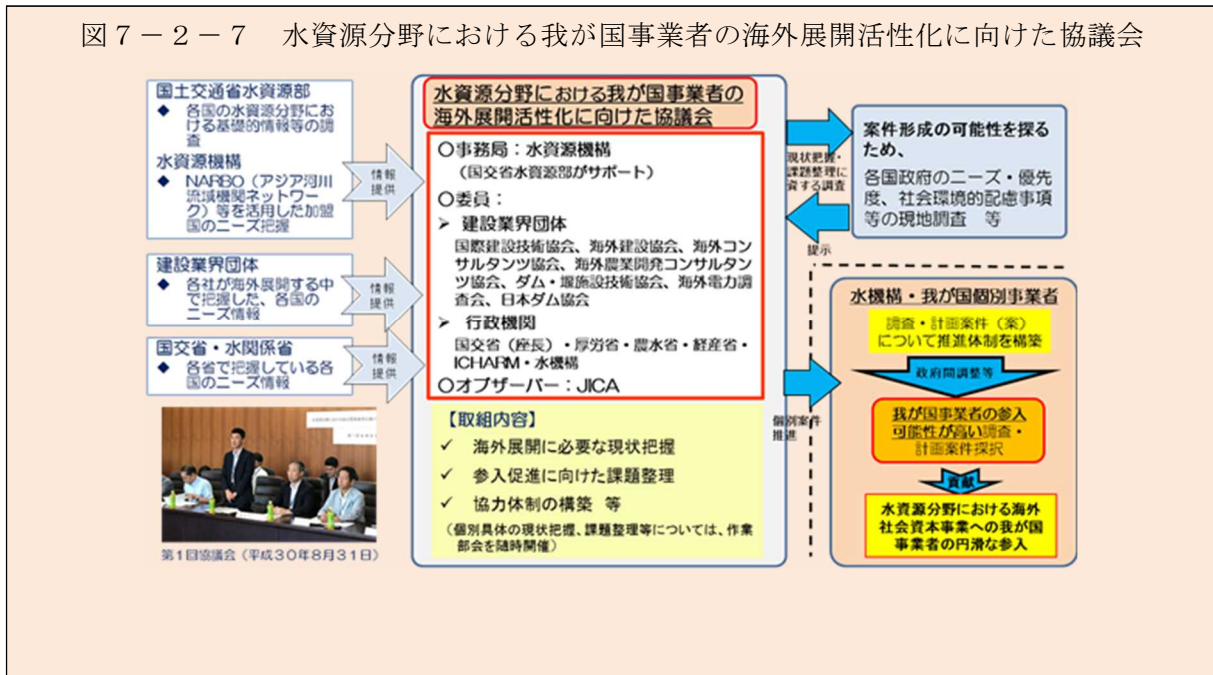 図7-2-7 水資源分野における我が国事業者の海外展開活性化に向けた協議会
国土交通省水資源部
◆ 各国の水資源分野にお
ける基礎的情報等の調
査
水資源機構
◆ NARBO(アジア河川
流域機関ネットワー
ク)等を活用した加盟
国のニーズ把握
情報
提供
建設業界団体
◆ 各社が海外展開する中
で把握した、各国の
ニーズ情報
情報
提供
国交省・水関係省
◆ 各省で把握している各
国のニーズ情報
情報
提供
第1回協議会(平成30年8月31日)
水資源分野における我が国事業者の
海外展開活性化に向けた協議会
〇事務局:水資源機構
(国交省水資源部がサポート)
〇委員:
➢ 建設業界団体
国際建設技術協会、海外建設協会、海外コン
サルタンツ協会、海外農業開発コンサルタン
ツ協会、ダム・堰施設技術協会、海外電力調
査会、日本ダム協会
➢ 行政機関
国交省(座長)・厚労省・農水省・経産省・
ICHARM・水機構
〇オブザーバー:JICA
【取組内容】
✓ 海外展開に必要な現状把握
✓ 参入促進に向けた課題整理
✓ 協力体制の構築 等
(個別具体の現状把握、課題整理等については、作業
部会を随時開催)
現状把握・
課題整理に
資する調査
提示
案件形成の可能性を探る
ため、
各国政府のニーズ・優先
度、社会環境的配慮事項
等の現地調査 等
個別案件
推進
水機構・我が国個別事業者
調査・計画案件(案)
について推進体制を構築
政府間調整等
我が国事業者の参入
可能性が高い調査・
計画案件採択
貢献
水資源分野における海外
社会資本事業への我が国
事業者の円滑な参入